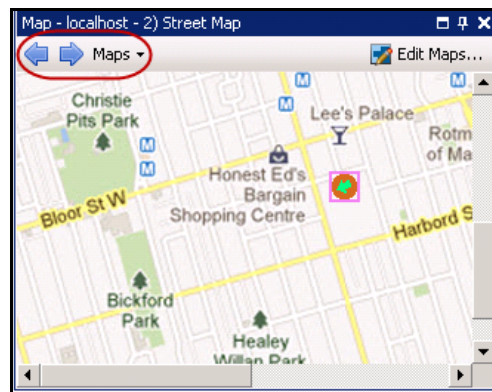 Map - localhost - 2) Street Map
Maps
Edit Maps...
M
M
Christie
Pits Park
M
Lee's Palace
M
Rotm
of Ma
M
Honest Ed's
Bargain
Shopping Centre
Bloor St W
Harbord S
Bickford
Park
Healey
Willan Park